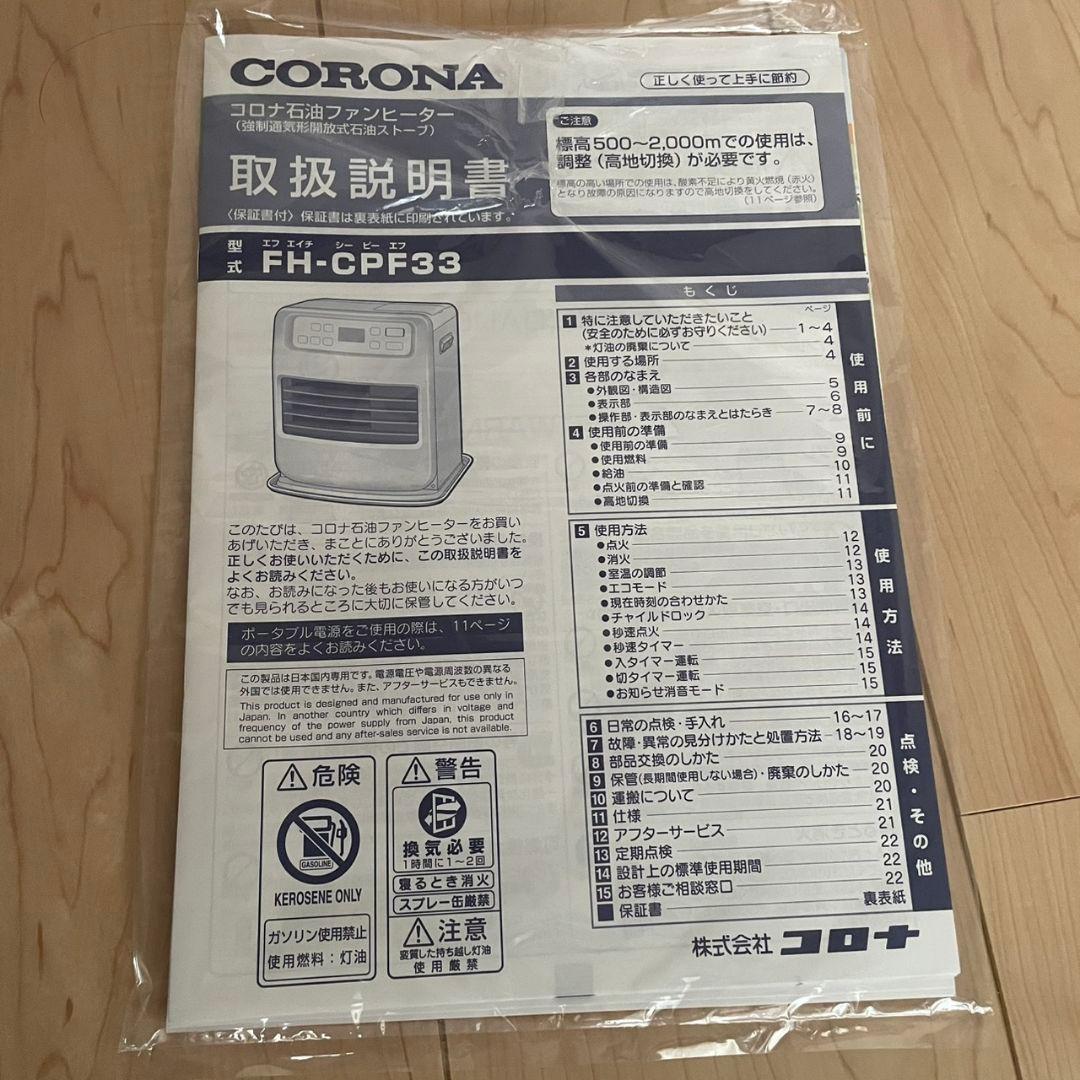 CORONA
正しく使って上手に節約
コロナ石油ファンヒーター
(強制通気形開放式石油ストーブ)
取扱説明書
〈保証書付〉保証書は裏表紙に印刷されています。
ご注意
標高500〜2,000mでの使用は、
調整(高地切換)が必要です。
標高の高い場所での使用は、酸素不足により黄火燃焼(赤火)
となり故障の原因になりますので高地切換をしてください。
(11ページ参照)
型式
エフ エイチ シー ピー エフ
FH-CPF33
もくじ
ページ
1 特に注意していただきたいこと
(安全のために必ずお守りください) 1〜4
*灯油の廃棄について 4
2 使用する場所 4
3 各部のなまえ
●外観図・構造図 5
●表示部 6
●操作部・表示部のなまえとはたらき 7〜8
4 使用前の準備
●使用前の準備 9
●使用燃料 9
●給油 10
●点火前の準備と確認 11
●高地切換 11
使用前に
5 使用方法
●点火 12
●消火 12
●室温の調節 13
●エコモード 13
●現在時刻の合わせかた 13
●チャイルドロック 14
●秒速点火 14
●秒速タイマー 14
●入タイマー運転 15
●切タイマー運転 15
●お知らせ消音モード 15
使用方法
6 日常の点検・手入れ 16〜17
7 故障・異常の見分けかたと処置方法 18〜19
8 部品交換のしかた 20
9 保管(長期間使用しない場合)・廃棄のしかた 20
10 運搬について 20
11 仕様 21
12 アフターサービス 21
13 定期点検 22
14 設計上の標準使用期間 22
15 お客様ご相談窓口 22
■ 保証書 裏表紙
点検・その他
このたびは、コロナ石油ファンヒーターをお買い
あげいただき、まことにありがとうございました。
正しくお使いいただくために、この取扱説明書を
よくお読みください。
なお、お読みになった後もお使いになる方がいつ
でも見られるところに大切に保管してください。
ポータブル電源をご使用の際は、11ページ
の内容をよくお読みください。
この製品は日本国内専用です。電源電圧や電源周波数の異なる
外国では使用できません。また、アフターサービスもできません。
This product is designed and manufactured for use only in
Japan. In another country which differs in voltage and
frequency of the power supply from Japan, this product
cannot be used and any after-sales service is not available.
危険
GASOLINE
KEROSENE ONLY
ガソリン使用禁止
使用燃料：灯油
警告
換気必要
1時間に1〜2回
寝るとき消火
スプレー缶厳禁
注意
変質した持ち越し灯油
使用厳禁
株式会社 コロナ